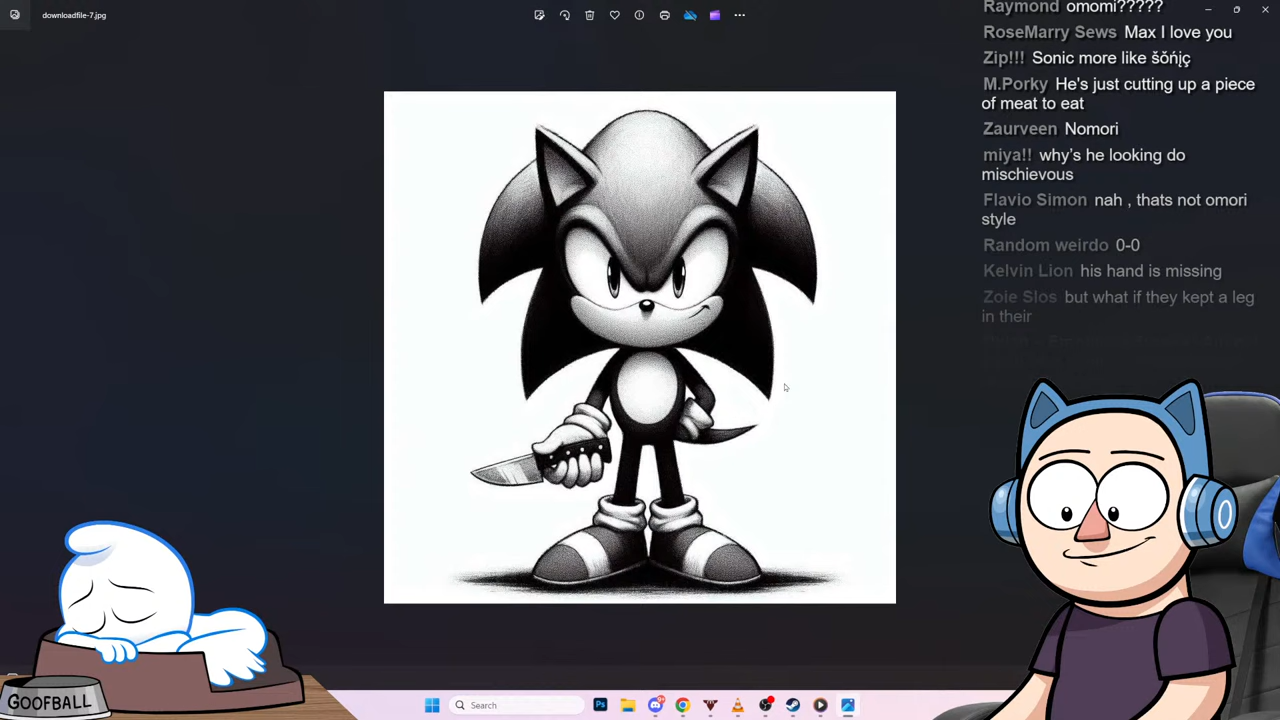 downloadfile-7.jpg
Raymond omomi?????
RoseMarry Sews Max I love you
Zip!!! Sonic more like šŏńįç
M.Porky He's just cutting up a piece
of meat to eat
Zaurveen Nomori
miya!! why's he looking do
mischievous
Flavio Simon nah , thats not omori
style
Random weirdo 0-0
Kelvin Lion his hand is missing
Zoie Slos but what if they kept a leg
in their
GOOFBALL
Search